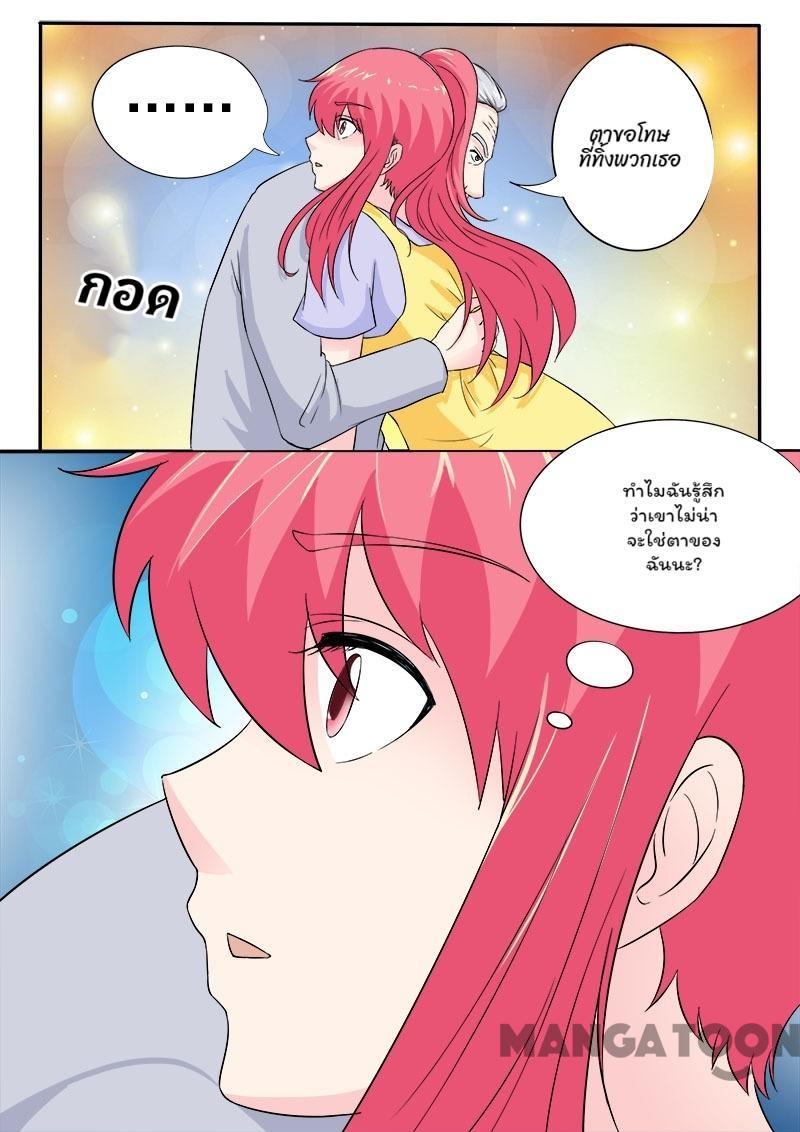 ......
ตาขอโทษ
ที่ทิ้งพวกเธอ
กอด
ทำไมฉันรู้สึก
ว่าเขาไม่น่า
จะใช่ตาของ
ฉันนะ?
MANGATOON